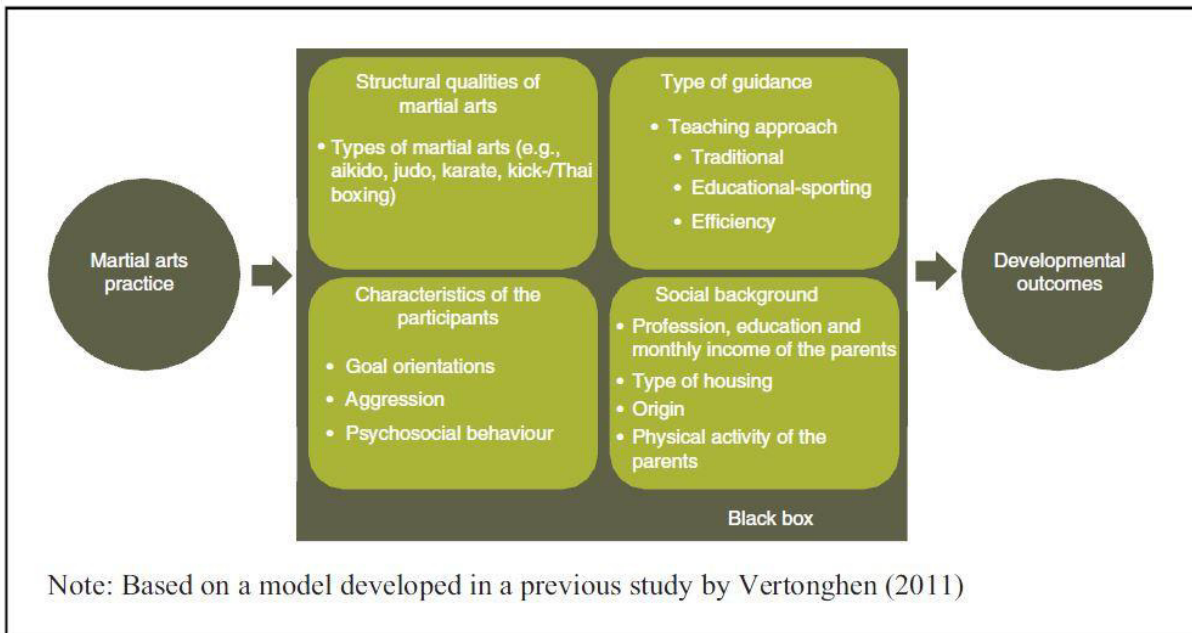 Martial arts
practice
Structural qualities of
martial arts
• Types of martial arts (e.g.,
aikido, judo, karate, kick-/Thai
boxing)
Type of guidance
• Teaching approach
• Traditional
• Educational-sporting
• Efficiency
Characteristics of the
participants
• Goal orientations
• Aggression
• Psychosocial behaviour
Social background
• Profession, education and
monthly income of the parents
• Type of housing
• Origin
• Physical activity of the
parents
Black box
Developmental
outcomes
Note: Based on a model developed in a previous study by Vertonghen (2011)